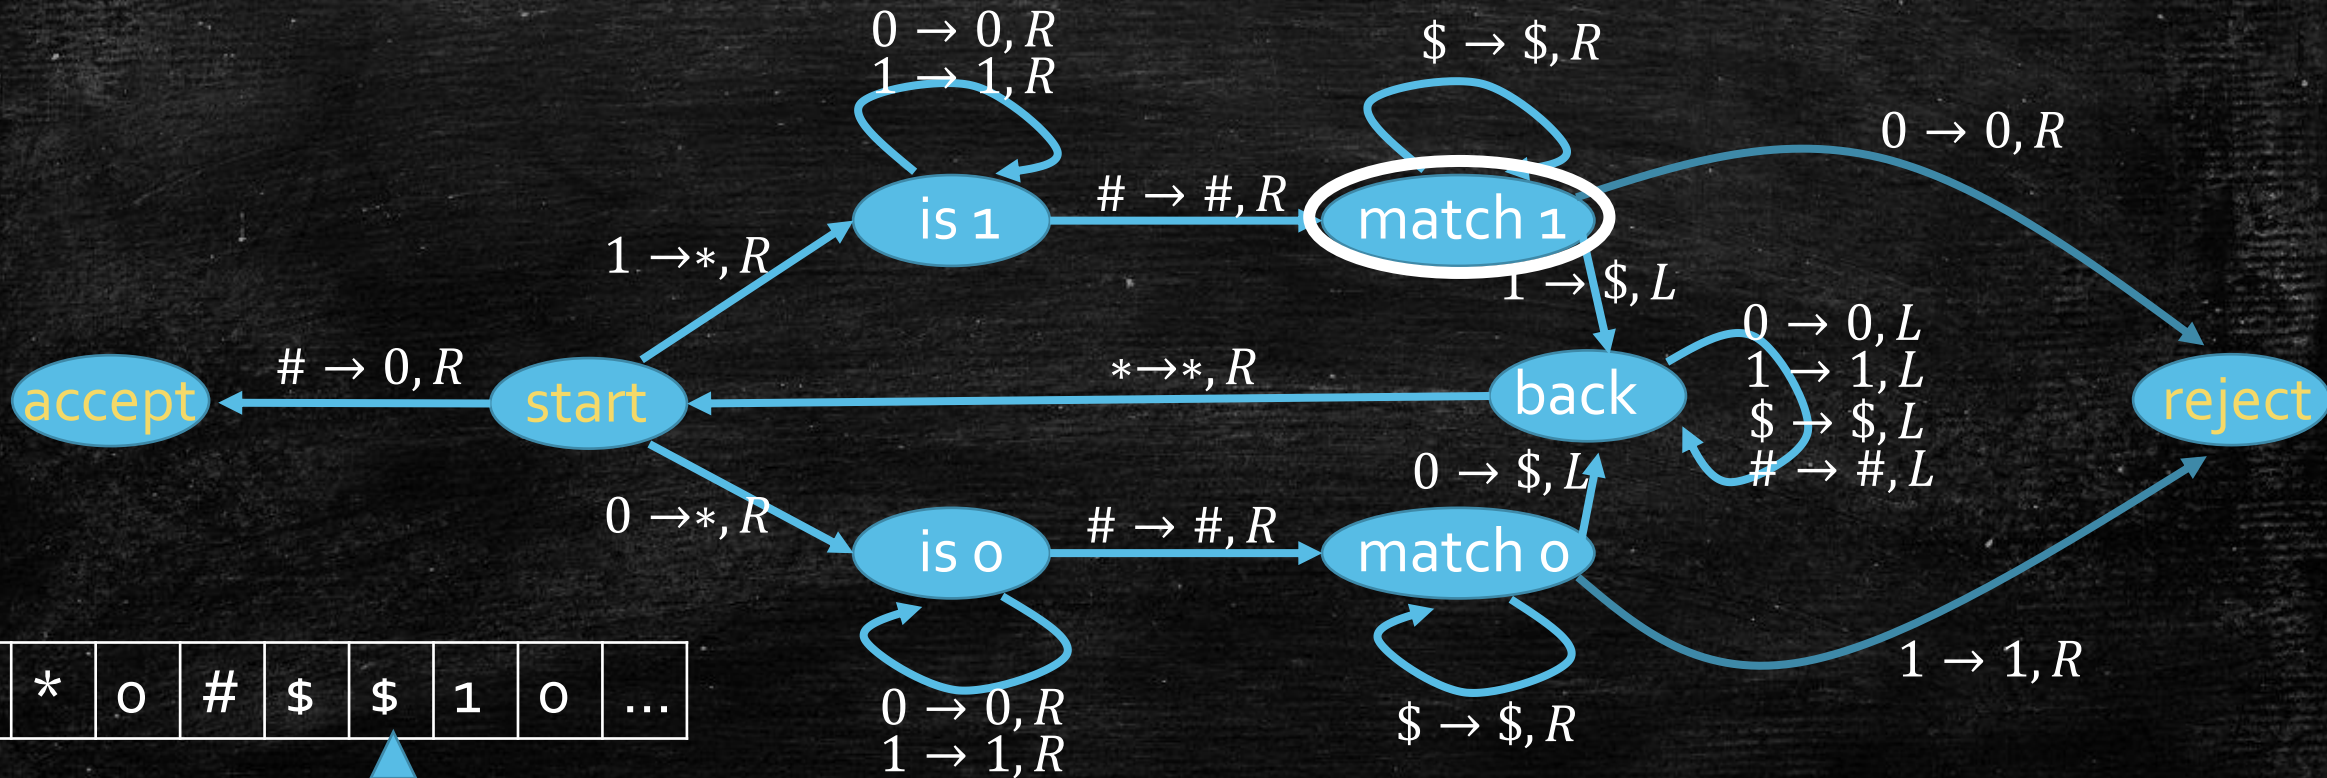 0 → 0, R
1 → 1, R
$ → $, R
0 → 0, R
# → #, R
is 1
match 1
1 →*, R
1 → $, L
0 → 0, L
1 → 1, L
$ → $, L
# → #, L
# → 0, R
*→*, R
accept
start
back
reject
0 → $, L
0 →*, R
# → #, R
is 0
match 0
1 → 1, R
* 0 # $ $ 1 0 ...
0 → 0, R
1 → 1, R
$ → $, R